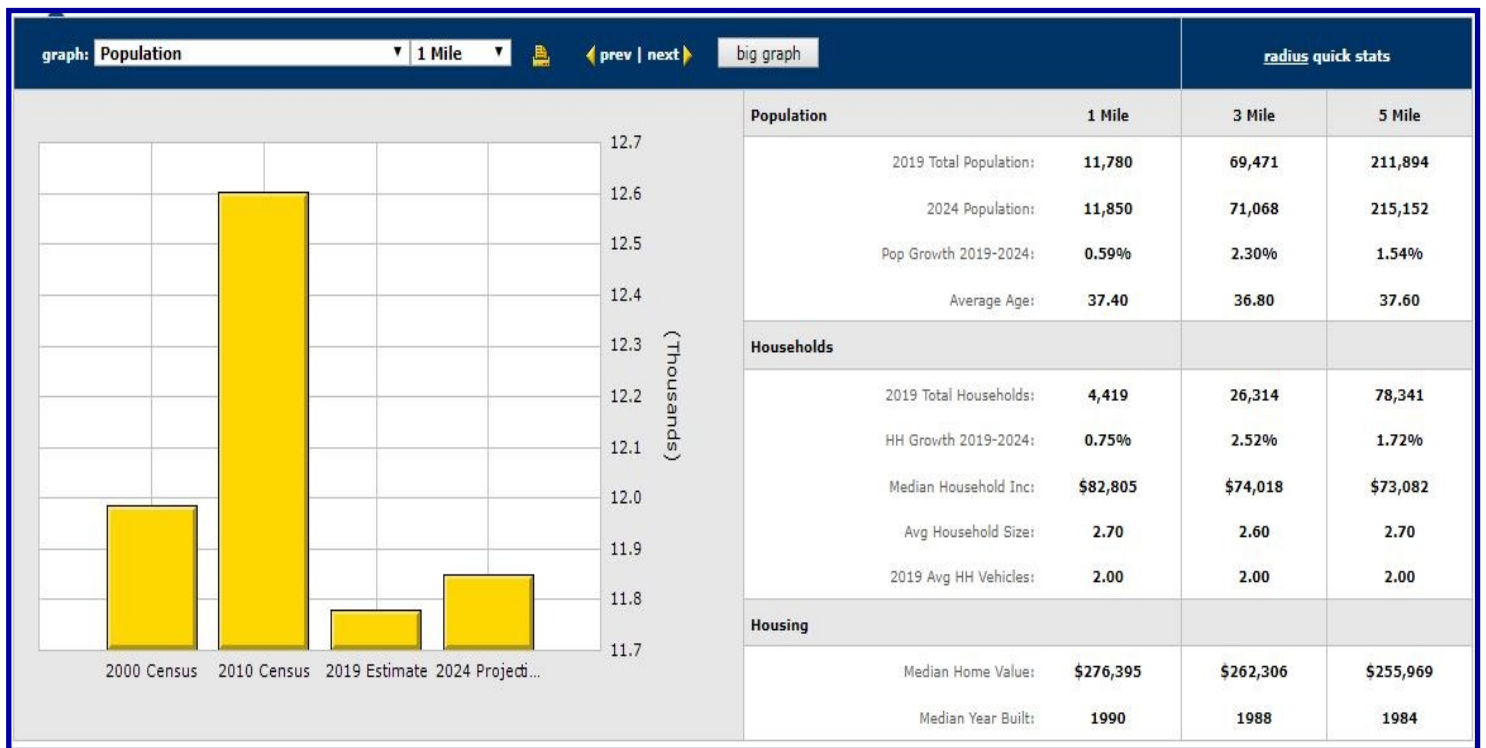 graph: Population 1 Mile prev | next big graph radius quick stats
12.7
12.6
12.5
12.4
12.3
12.2
12.1
12.0
11.9
11.8
11.7
(Thousands)
2000 Census 2010 Census 2019 Estimate 2024 Projecti...
Population 1 Mile 3 Mile 5 Mile
2019 Total Population: 11,780 69,471 211,894
2024 Population: 11,850 71,068 215,152
Pop Growth 2019-2024: 0.59% 2.30% 1.54%
Average Age: 37.40 36.80 37.60
Households
2019 Total Households: 4,419 26,314 78,341
HH Growth 2019-2024: 0.75% 2.52% 1.72%
Median Household Inc: $82,805 $74,018 $73,082
Avg Household Size: 2.70 2.60 2.70
2019 Avg HH Vehicles: 2.00 2.00 2.00
Housing
Median Home Value: $276,395 $262,306 $255,969
Median Year Built: 1990 1988 1984